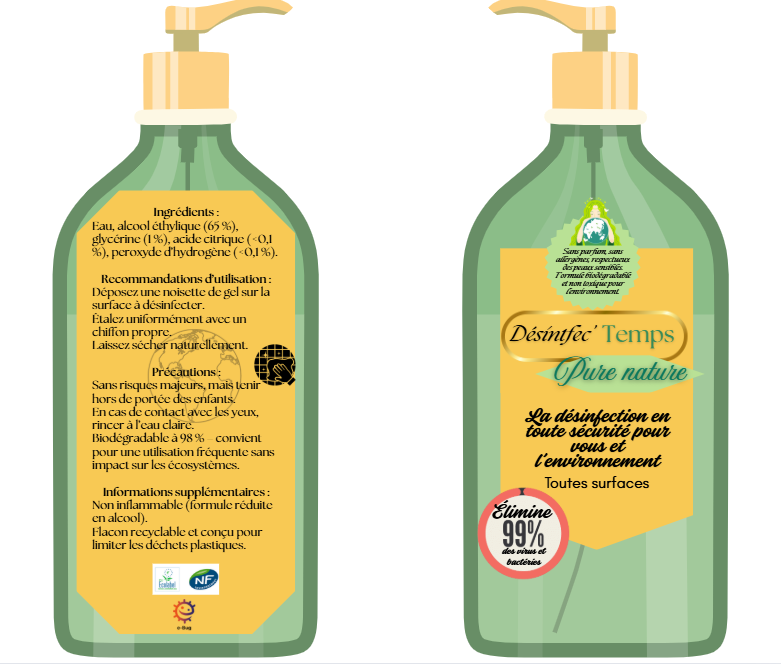 Ingrédients :
Eau, alcool éthylique (65 %),
glycérine (1 %), acide citrique (<0,1
%), peroxyde d'hydrogène (<0,1 %).
Recommandations d'utilisation :
Déposez une noisette de gel sur la
surface à désinfecter.
Étalez uniformément avec un
chiffon propre.
Laissez sécher naturellement.
Précautions :
Sans risques majeurs, mais tenir
hors de portée des enfants.
En cas de contact avec les yeux,
rincer à l'eau claire.
Biodégradable à 98 % – convient
pour une utilisation fréquente sans
impact sur les écosystèmes.
Informations supplémentaires :
Non inflammable (formule réduite
en alcool).
Flacon recyclable et conçu pour
limiter les déchets plastiques.
Ecolabel
NF
e-Bug
Sans parfum, sans
allergènes, respectueux
des peaux sensibles.
Formule biodégradable
et non toxique pour
l'environnement.
Désintfec' Temps
Pure nature
La désinfection en
toute sécurité pour
vous et
l'environnement
Toutes surfaces
Élimine
99%
des virus et
bactéries